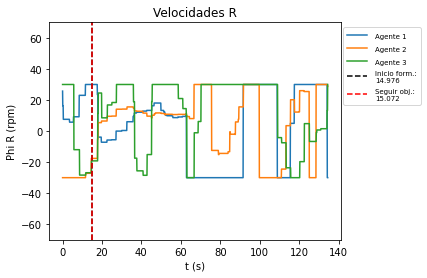 Velocidades R
Phi R (rpm)
60
40
20
0
−20
−40
−60
0
20
40
60
80
100
120
140
t (s)
Agente 1
Agente 2
Agente 3
Inicio form.:
14.976
Seguir obj.:
15.072